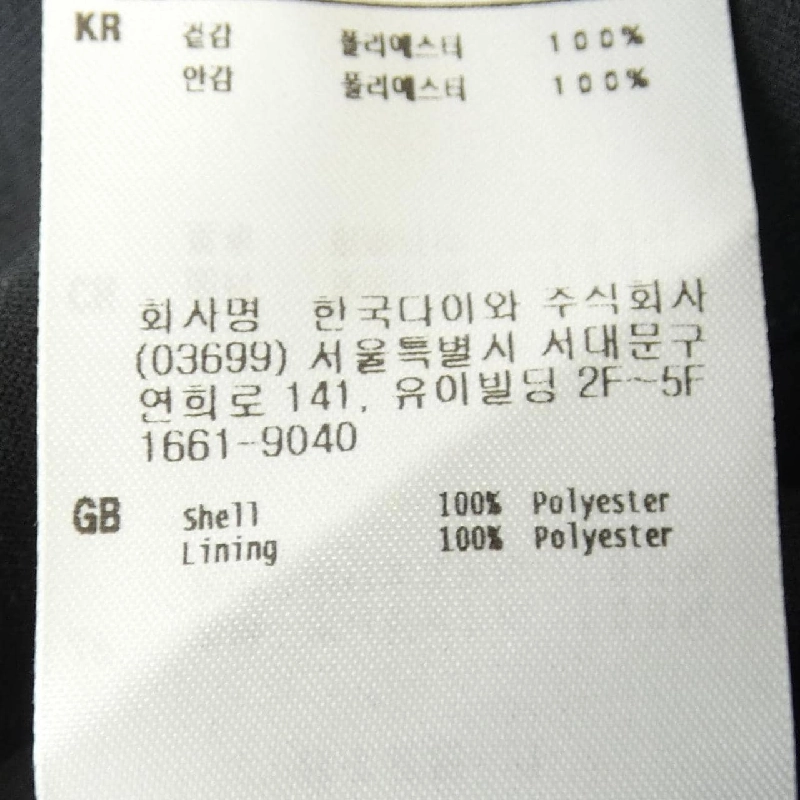 KR 겉감 폴리에스터 100%
안감 폴리에스터 100%
회사명 한국다이와 주식회사
(03699) 서울특별시 서대문구
연희로 141, 유이빌딩 2F~5F
1661-9040
GB Shell 100% Polyester
Lining 100% Polyester